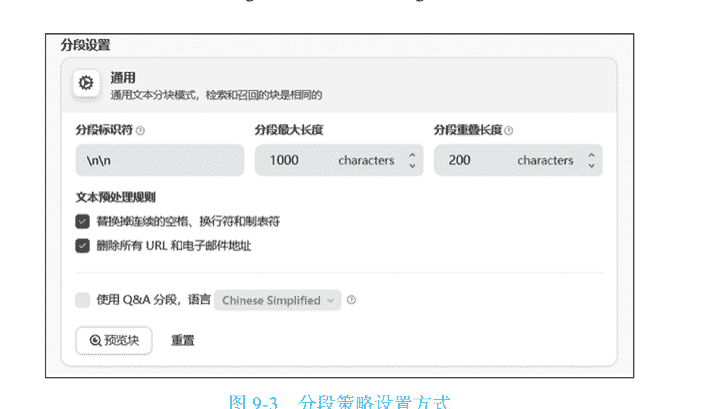 分段设置
通用
通用文本分块模式，检索和召回的块是相同的
分段标识符 分段最大长度 分段重叠长度
\n\n 1000 characters 200 characters
文本预处理规则
替换掉连续的空格、换行符和制表符
删除所有 URL 和电子邮件地址
使用 Q&A 分段，语言 Chinese Simplified
预览块 重置
图 9-3 分段策略设置方式